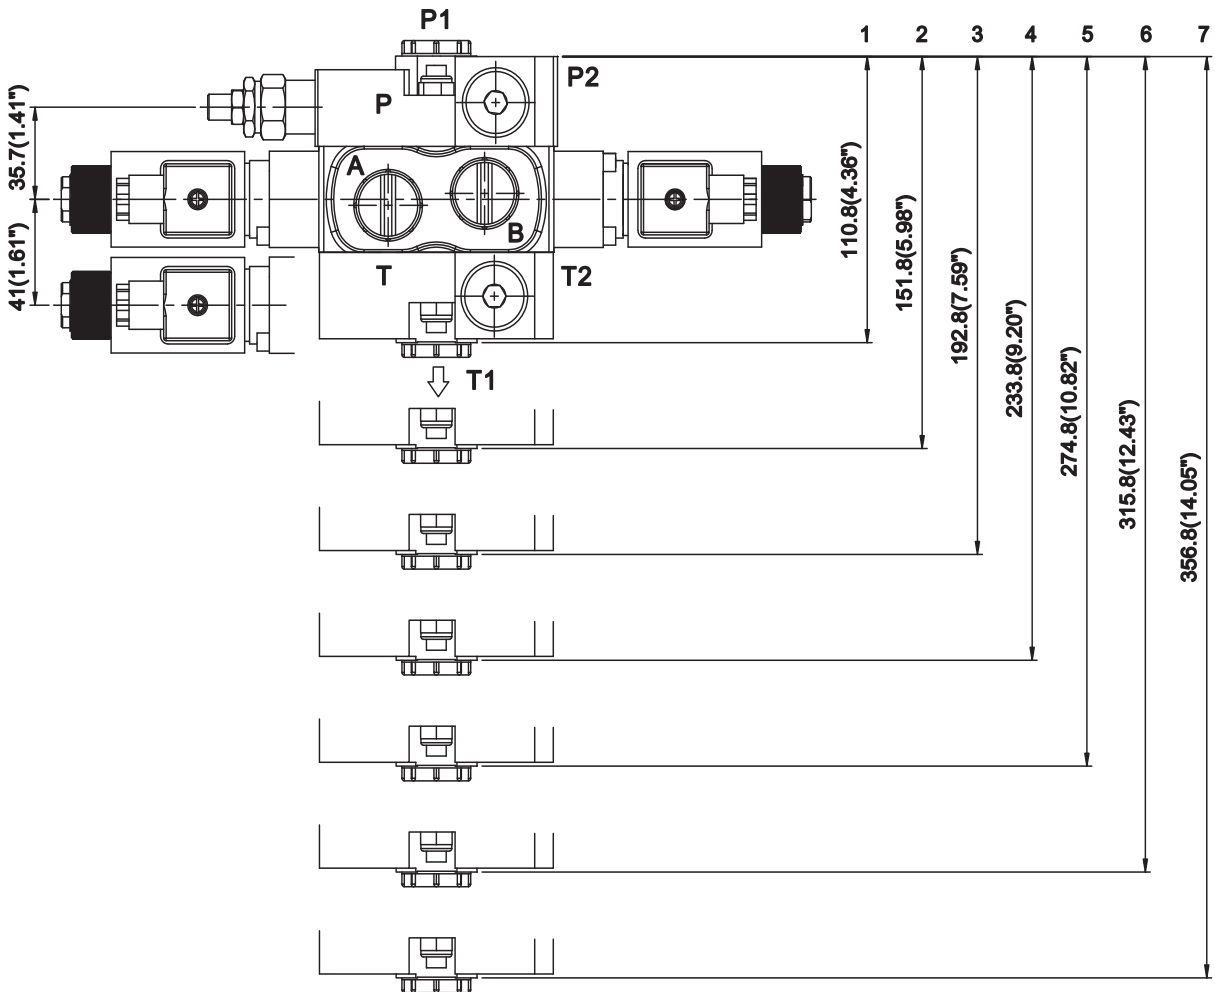 P1
1 2 3 4 5 6 7
P2
P
35.7(1.41")
A
B
41(1.61")
T
T2
T1
110.8(4.36")
151.8(5.98")
192.8(7.59")
233.8(9.20")
274.8(10.82")
315.8(12.43")
356.8(14.05")